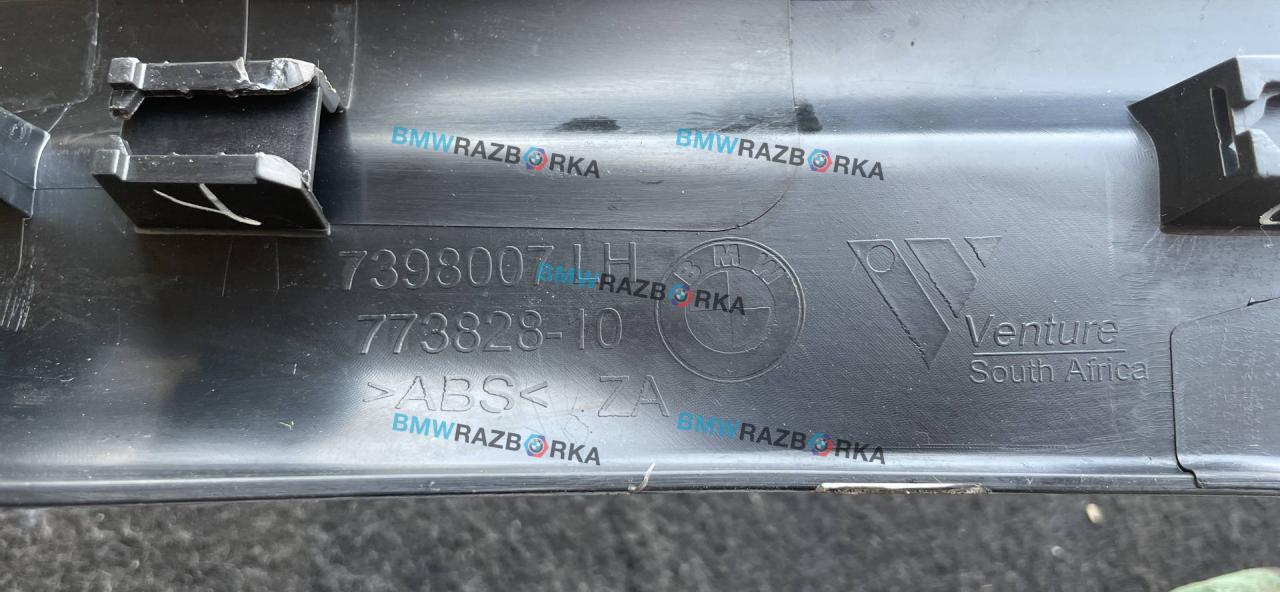 BMWRAZBORKA BMWRAZBORKA
7398007 LH
BMW
BMWRAZBORKA
773828-10
Venture
South Africa
>ABS< ZA
BMWRAZBORKA BMWRAZBORKA